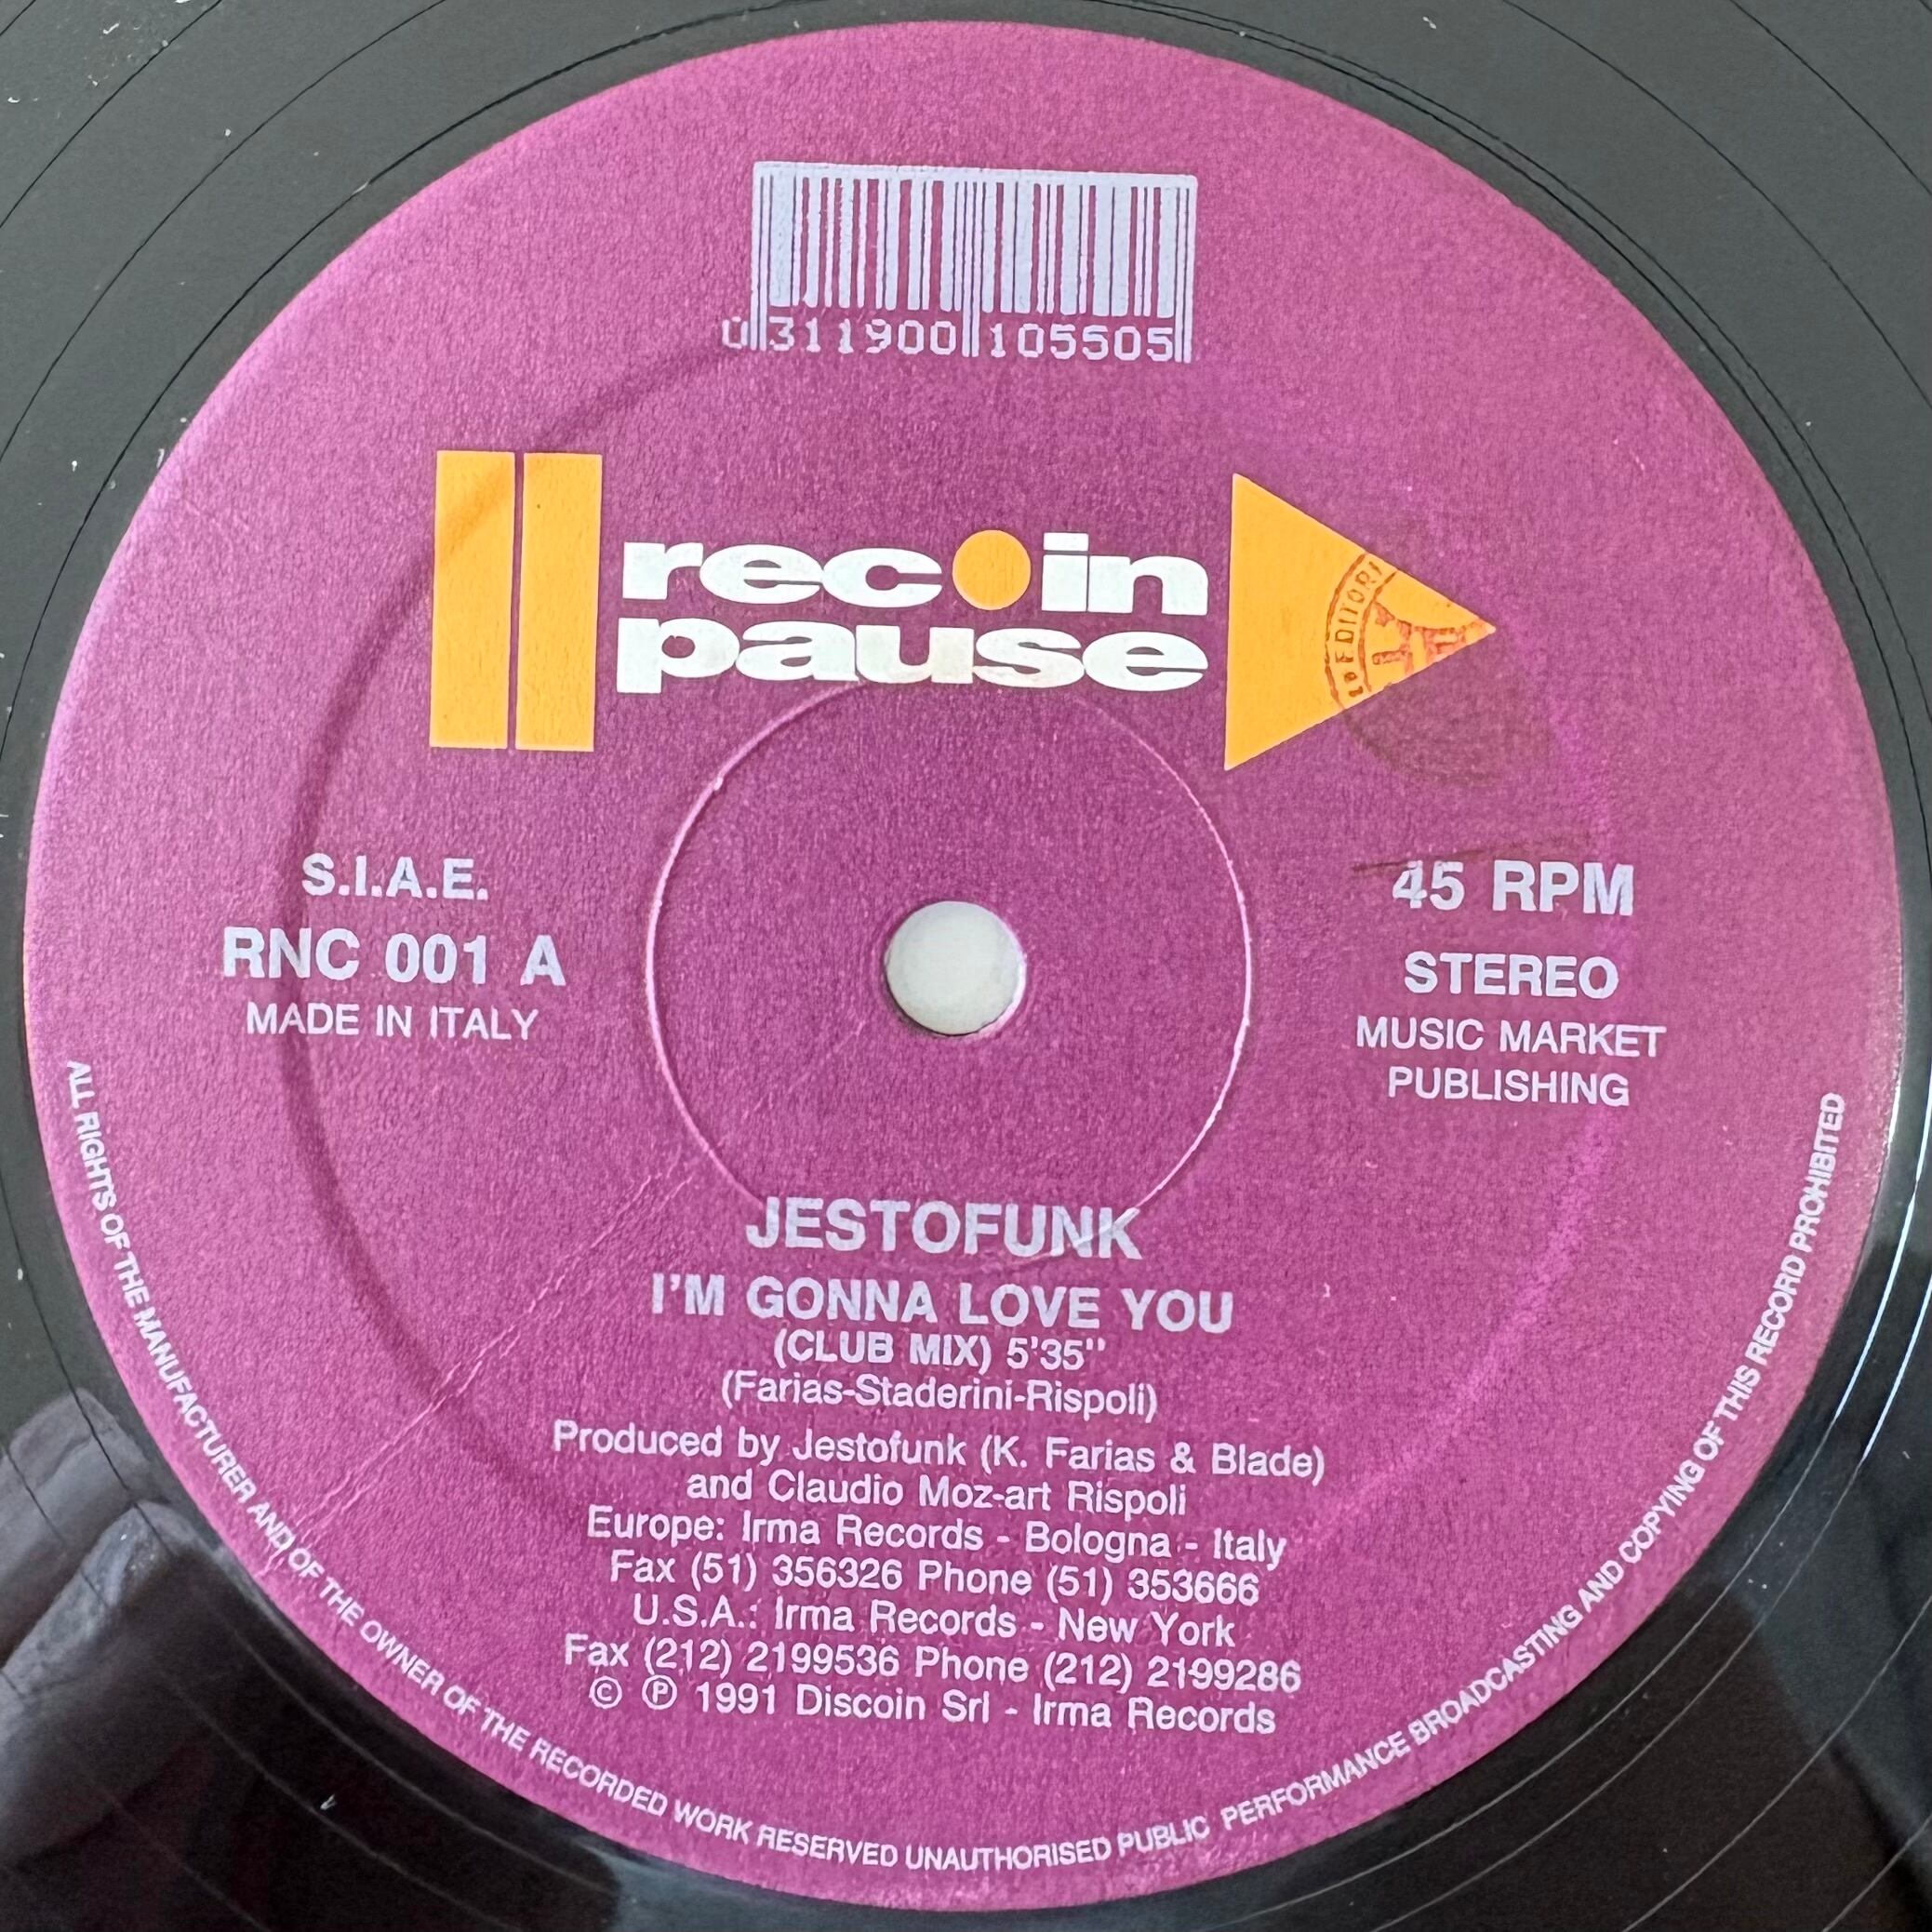 0 311900 105505
rec in
pause
EDITORI
S.I.A.E.
RNC 001 A
MADE IN ITALY
45 RPM
STEREO
MUSIC MARKET
PUBLISHING
JESTOFUNK
I'M GONNA LOVE YOU
(CLUB MIX) 5'35"
(Farias-Staderini-Rispoli)
Produced by Jestofunk (K. Farias & Blade)
and Claudio Moz-art Rispoli
Europe: Irma Records - Bologna - Italy
Fax (51) 356326 Phone (51) 353666
U.S.A.: Irma Records - New York
Fax (212) 2199536 Phone (212) 2199286
© ℗ 1991 Discoin Srl - Irma Records
ALL RIGHTS OF THE MANUFACTURER AND OF THE OWNER OF THE RECORDED WORK RESERVED UNAUTHORISED PUBLIC PERFORMANCE BROADCASTING AND COPYING OF THIS RECORD PROHIBITED